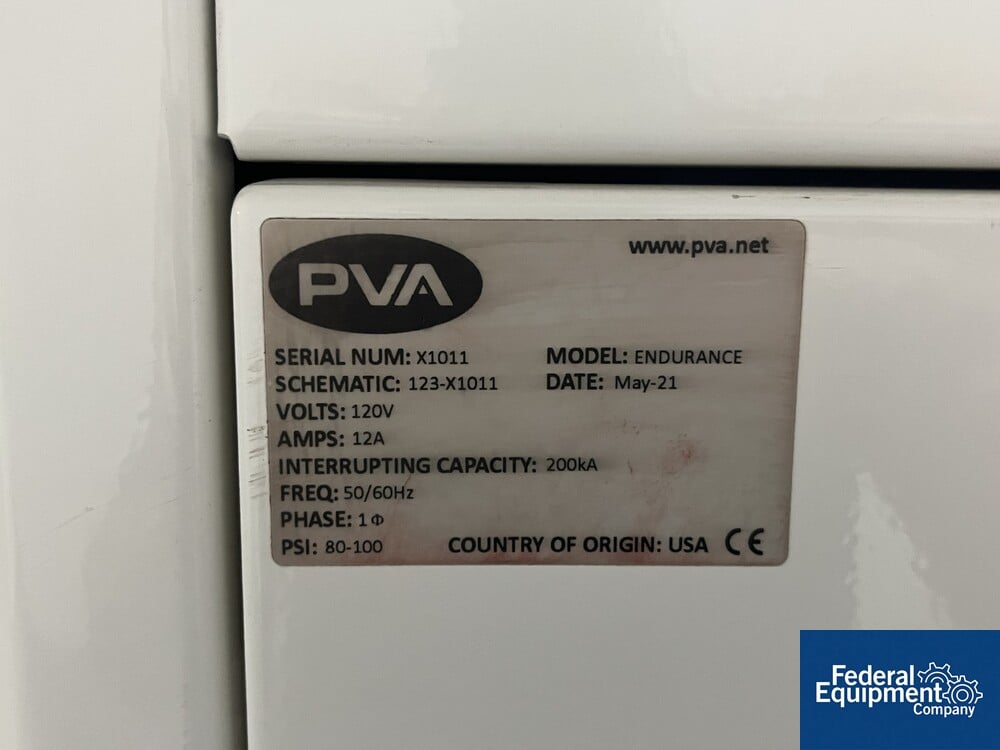 PVA
www.pva.net
SERIAL NUM: X1011
MODEL: ENDURANCE
SCHEMATIC: 123-X1011
DATE: May-21
VOLTS: 120V
AMPS: 12A
INTERRUPTING CAPACITY: 200kA
FREQ: 50/60Hz
PHASE: 1Φ
PSI: 80-100
COUNTRY OF ORIGIN: USA CE
Federal
Equipment
Company